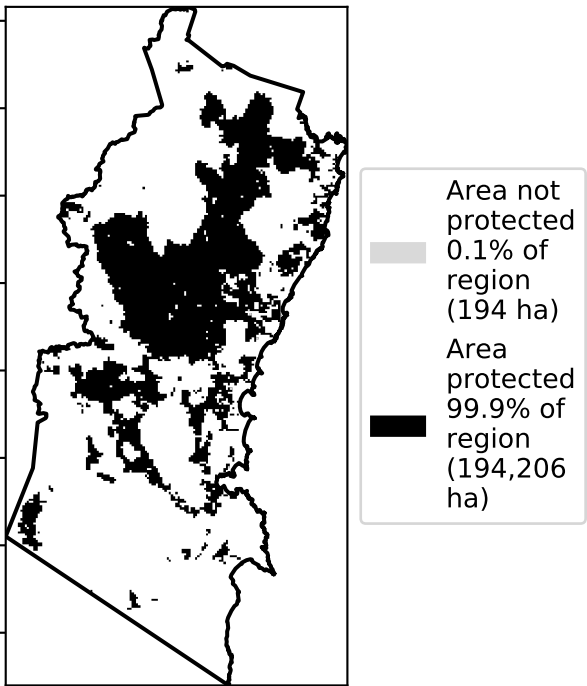 Area not
protected
0.1% of
region
(194 ha)
Area
protected
99.9% of
region
(194,206
ha)